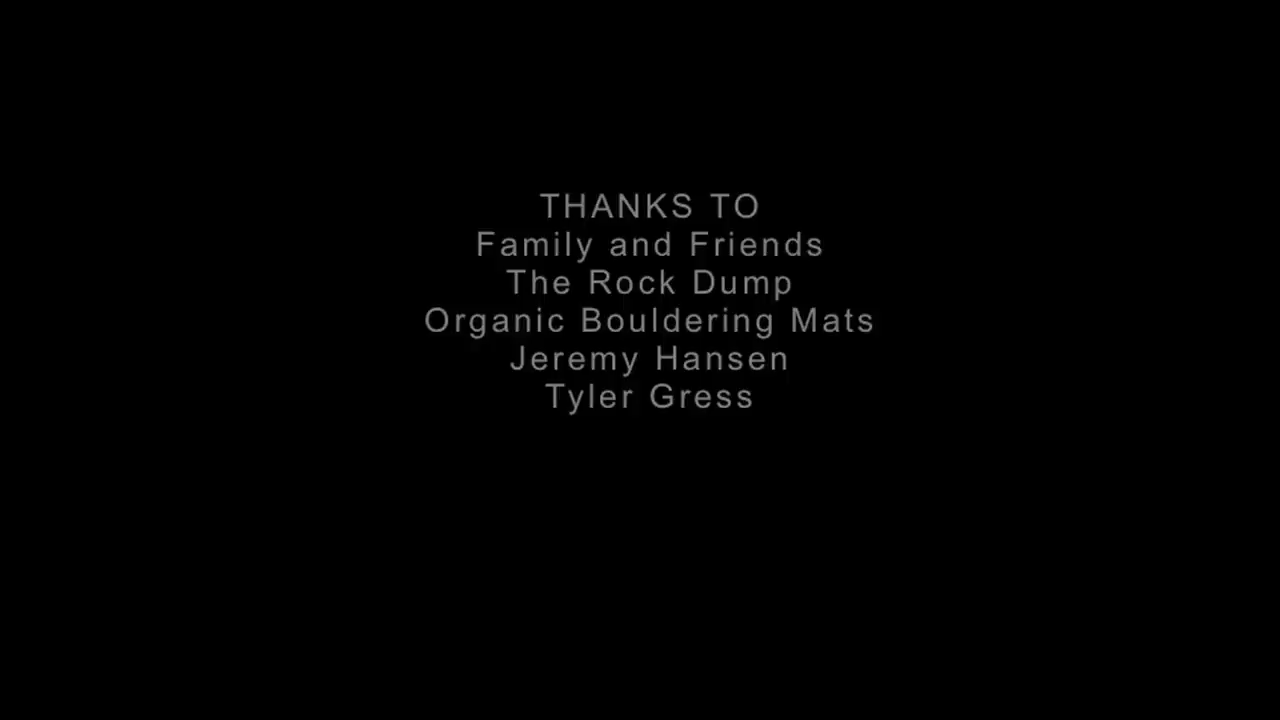 THANKS TO
Family and Friends
The Rock Dump
Organic Bouldering Mats
Jeremy Hansen
Tyler Gress